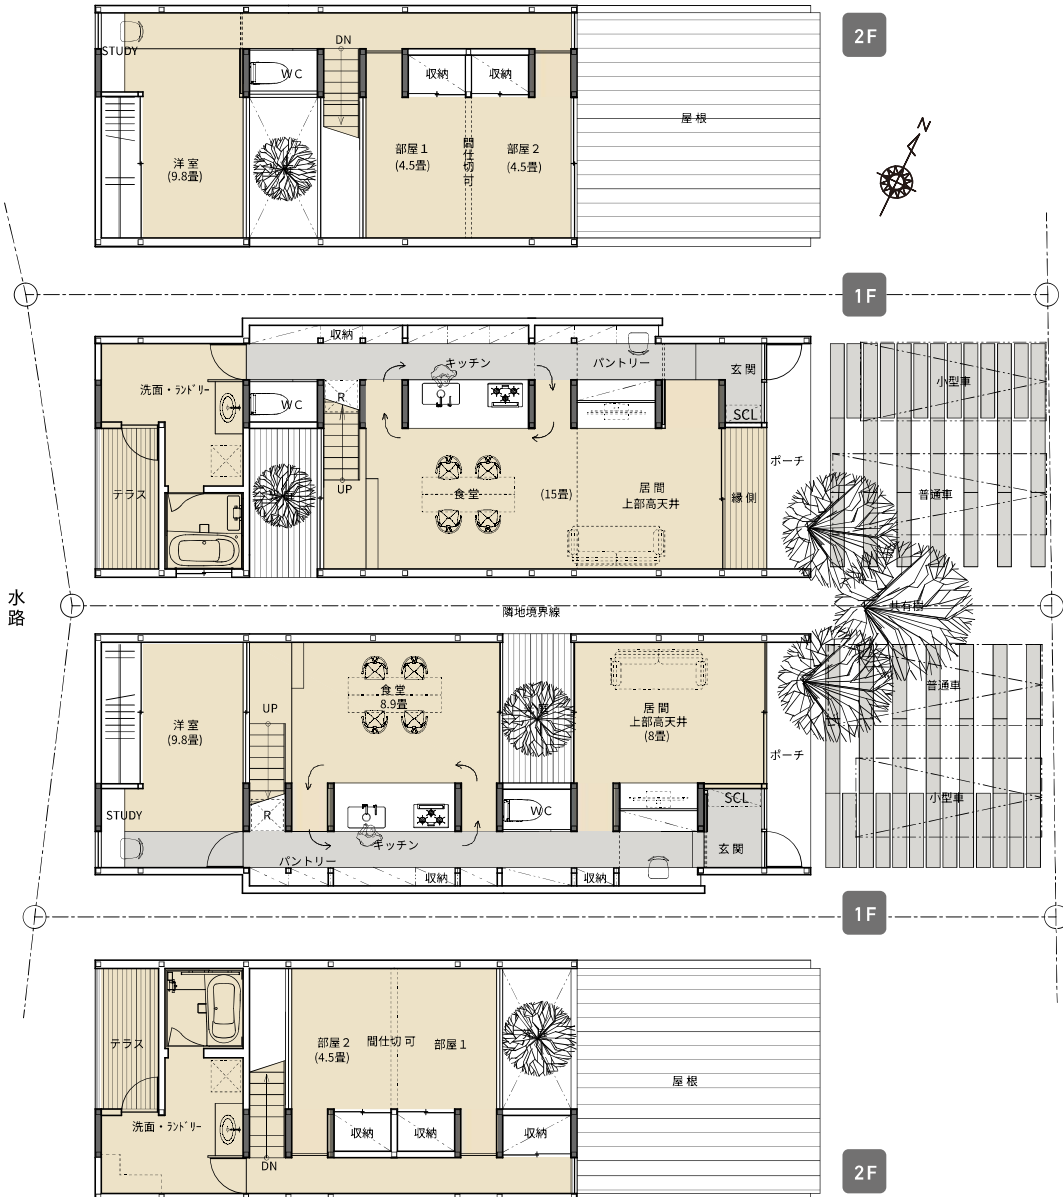 2F
STUDY
DN
WC
収納
収納
屋根
N
洋室
(9.8畳)
部屋1
(4.5畳)
間仕切可
部屋2
(4.5畳)
1F
収納
キッチン
パントリー
玄関
小型車
洗面・ランドリー
WC
R
SCL
UP
テラス
食堂
(15畳)
居間
上部高天井
縁側
ポーチ
普通車
水路
隣地境界線
共有樹
普通車
洋室
(9.8畳)
UP
食堂
8.9畳
居間
上部高天井
(8畳)
ポーチ
小型車
STUDY
R
WC
SCL
キッチン
パントリー
玄関
収納
収納
1F
テラス
部屋2
(4.5畳)
間仕切可
部屋1
屋根
洗面・ランドリー
収納
収納
収納
DN
2F